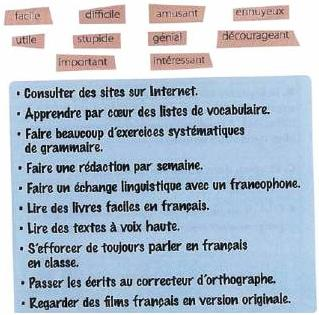 facile difficile amusant ennuyeux
utile stupide génial décourageant
important intéressant
• Consulter des sites sur Internet.
• Apprendre par cœur des listes de vocabulaire.
• Faire beaucoup d'exercices systématiques
de grammaire.
• Faire une rédaction par semaine.
• Faire un échange linguistique avec un francophone.
• Lire des livres faciles en français.
• Lire des textes à voix haute.
• S'efforcer de toujours parler en français
en classe.
• Passer les écrits au correcteur d'orthographe.
• Regarder des films français en version originale.